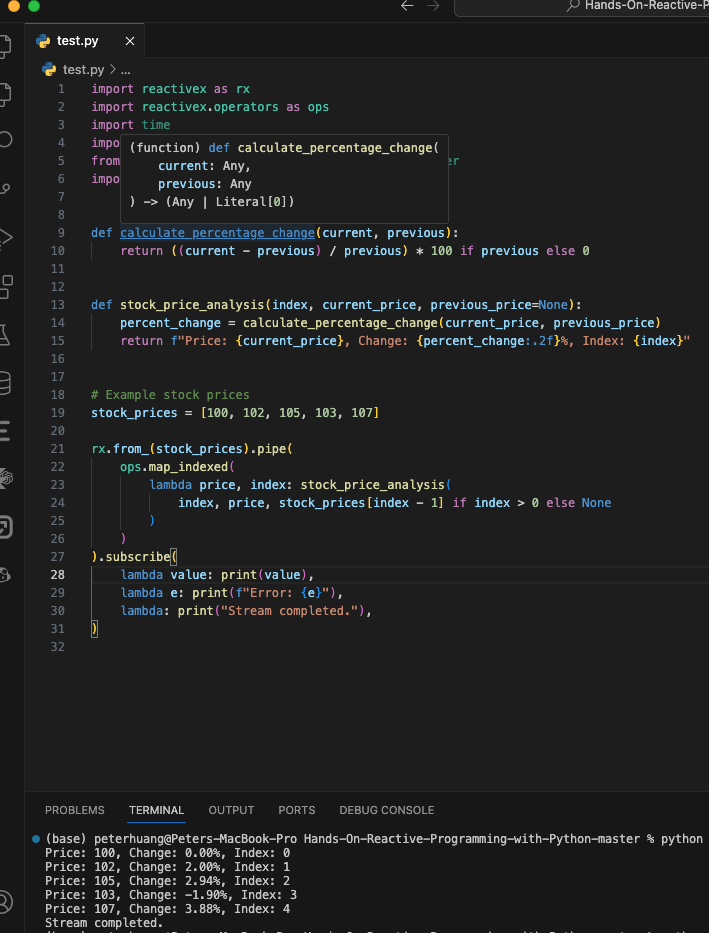 Hands-On-Reactive-P
test.py
test.py > ...
1 import reactivex as rx
2 import reactivex.operators as ops
3 import time
4 impo
(function) def calculate_percentage_change(
5 from er
current: Any,
6 impo
previous: Any
7
) -> (Any | Literal[0])
8
9 def calculate_percentage_change(current, previous):
10 return ((current - previous) / previous) * 100 if previous else 0
11
12
13 def stock_price_analysis(index, current_price, previous_price=None):
14 percent_change = calculate_percentage_change(current_price, previous_price)
15 return f"Price: {current_price}, Change: {percent_change:.2f}%, Index: {index}"
16
17
18 # Example stock prices
19 stock_prices = [100, 102, 105, 103, 107]
20
21 rx.from_(stock_prices).pipe(
22 ops.map_indexed(
23 lambda price, index: stock_price_analysis(
24 index, price, stock_prices[index - 1] if index > 0 else None
25 )
26 )
27 ).subscribe(
28 lambda value: print(value),
29 lambda e: print(f"Error: {e}"),
30 lambda: print("Stream completed."),
31 )
32
PROBLEMS TERMINAL OUTPUT PORTS DEBUG CONSOLE
(base) peterhuang@Peters-MacBook-Pro Hands-On-Reactive-Programming-with-Python-master % python
Price: 100, Change: 0.00%, Index: 0
Price: 102, Change: 2.00%, Index: 1
Price: 105, Change: 2.94%, Index: 2
Price: 103, Change: -1.90%, Index: 3
Price: 107, Change: 3.88%, Index: 4
Stream completed.